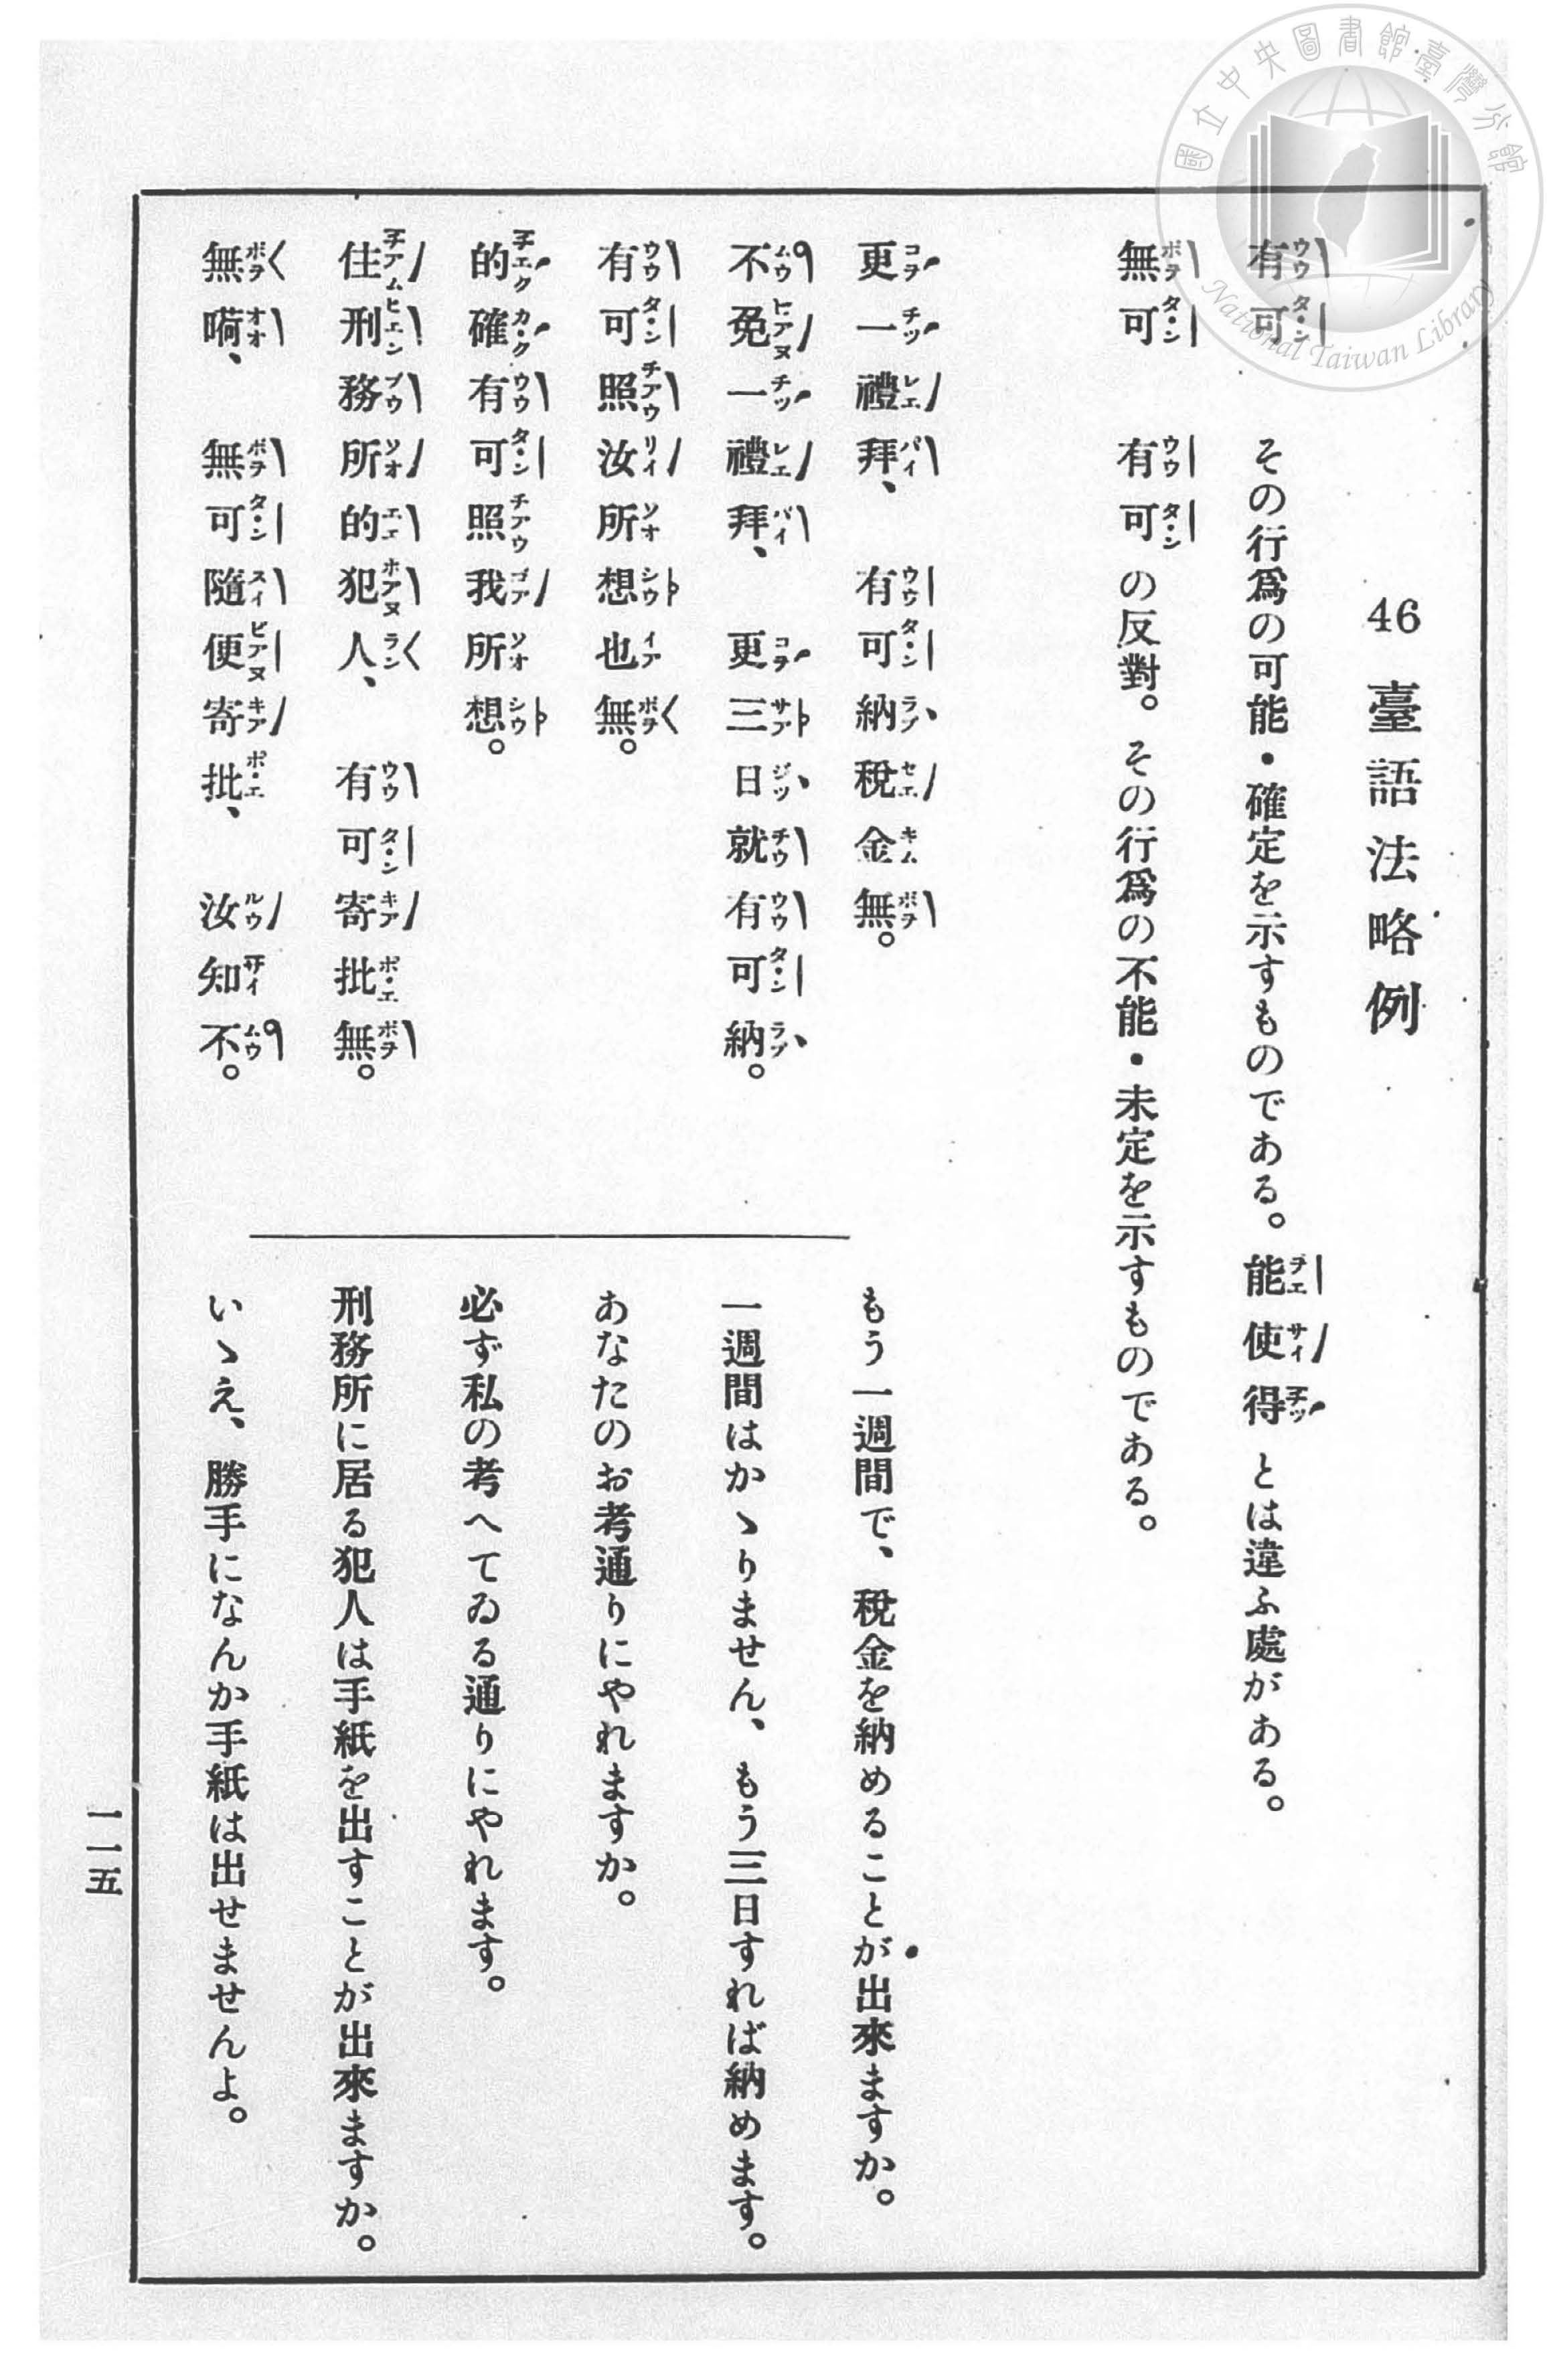 46 臺語法略例
有可 その行爲の可能・確定を示すものである。能使得とは違ふ處がある。
無可 有可の反對。その行爲の不能・未定を示すものである。
更一禮拜、有可納稅金無。
もう一週間で、稅金を納めることが出來ますか。
不免一禮拜、更三日就有可納。
一週間はかゝりません、もう三日すれば納めます。
有可照汝所想也無。
あなたのお考通りにやれますか。
的確有可照我所想。
必ず私の考へてゐる通りにやれます。
住刑務所的犯人、有可寄批無。
刑務所に居る犯人は手紙を出すことが出來ますか。
無嗬、無可隨便寄批、汝知不。
いゝえ、勝手になんか手紙は出せませんよ。
一一五
國立中央圖書館臺灣分館
National Taiwan Library